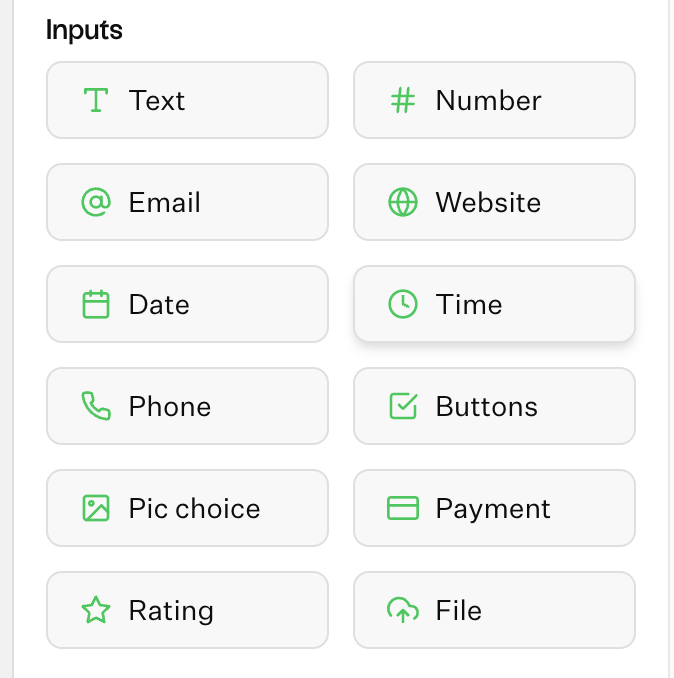 Inputs
Text
Number
Email
Website
Date
Time
Phone
Buttons
Pic choice
Payment
Rating
File